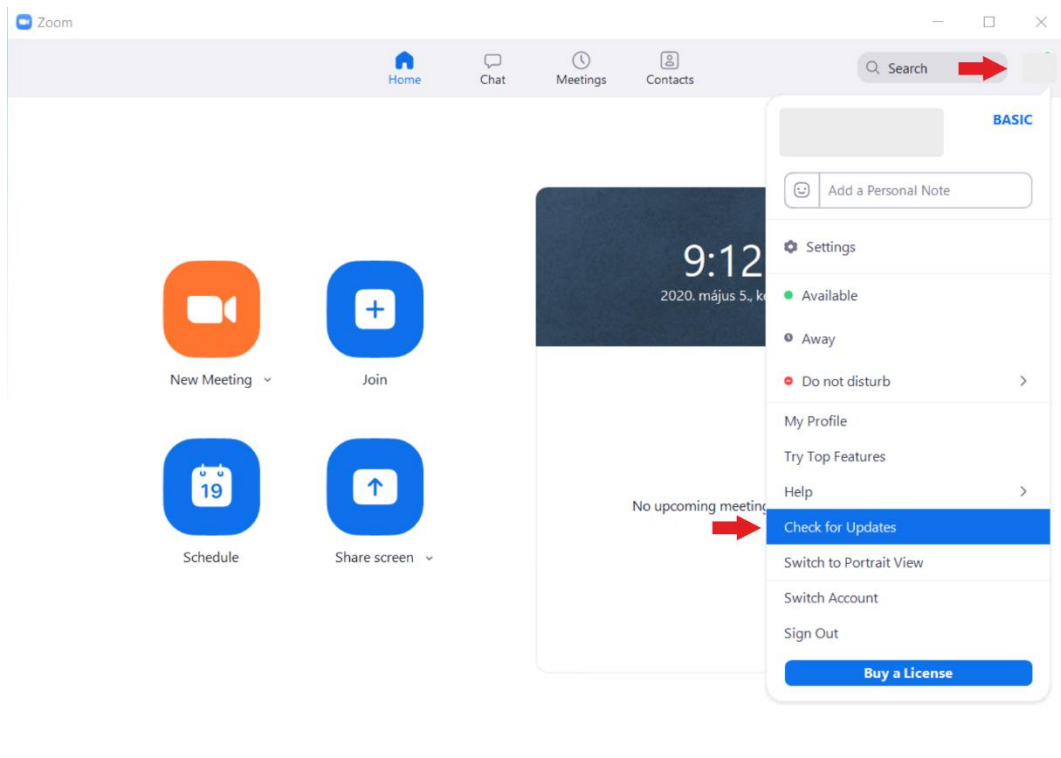 Zoom
Home
Chat
Meetings
Contacts
Search
BASIC
Add a Personal Note
Settings
9:12
2020. május 5.,
Available
Away
New Meeting
Join
Do not disturb
My Profile
Try Top Features
Help
19
No upcoming
Check for Updates
Schedule
Share screen
Switch to Portrait View
Switch Account
Sign Out
Buy a License